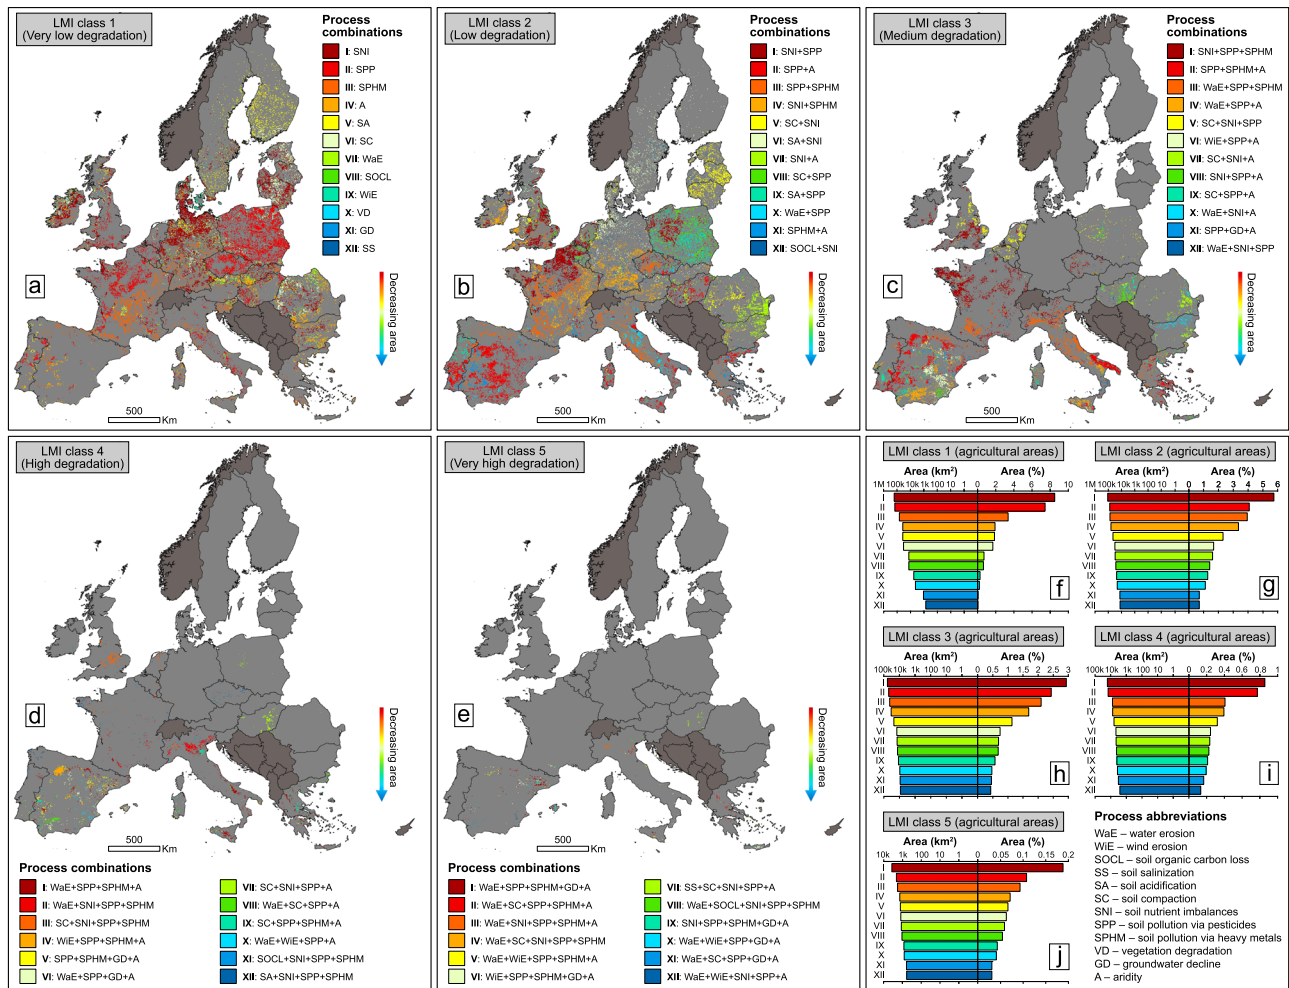 LMI class 1
(Very low degradation)
Process
combinations
I: SNI
II: SPP
III: SPHM
IV: A
V: SA
VI: SC
VII: WaE
VIII: SOCL
IX: WiE
X: VD
XI: GD
XII: SS
Decreasing area
a
500
Km
LMI class 2
(Low degradation)
Process
combinations
I: SNI+SPP
II: SPP+A
III: SPP+SPHM
IV: SNI+SPHM
V: SC+SNI
VI: SA+SNI
VII: SNI+A
VIII: SC+SPP
IX: SA+SPP
X: WaE+SPP
XI: SPHM+A
XII: SOCL+SNI
Decreasing area
b
500
Km
LMI class 3
(Medium degradation)
Process
combinations
I: SNI+SPP+SPHM
II: SPP+SPHM+A
III: WaE+SPP+SPHM
IV: WaE+SPP+A
V: SC+SNI+SPP
VI: WiE+SPP+A
VII: SC+SNI+A
VIII: SNI+SPP+A
IX: SC+SPP+A
X: WaE+SNI+A
XI: SPP+GD+A
XII: WaE+SNI+SPP
Decreasing area
c
500
Km
LMI class 4
(High degradation)
Decreasing area
d
500
Km
Process combinations
I: WaE+SPP+SPHM+A
II: WaE+SNI+SPP+SPHM
III: SC+SNI+SPP+SPHM
IV: WiE+SPP+SPHM+A
V: SPP+SPHM+GD+A
VI: WaE+SPP+GD+A
VII: SC+SNI+SPP+A
VIII: WaE+SC+SPP+A
IX: SC+SPP+SPHM+A
X: WaE+WiE+SPP+A
XI: SOCL+SNI+SPP+SPHM
XII: SA+SNI+SPP+SPHM
LMI class 5
(Very high degradation)
Decreasing area
e
500
Km
Process combinations
I: WaE+SPP+SPHM+GD+A
II: WaE+SC+SPP+SPHM+A
III: WaE+SNI+SPP+SPHM+A
IV: WaE+SC+SNI+SPP+SPHM
V: WaE+WiE+SPP+SPHM+A
VI: WiE+SPP+SPHM+GD+A
VII: SS+SC+SNI+SPP+A
VIII: WaE+SOCL+SNI+SPP+SPHM
IX: SNI+SPP+SPHM+GD+A
X: WaE+WiE+SPP+GD+A
XI: WaE+SC+SPP+GD+A
XII: WaE+WiE+SNI+SPP+A
LMI class 1 (agricultural areas)
Area (km²) Area (%)
1M 100k 10k 1k 100 10 0 2 4 6 8 10
I
II
III
IV
V
VI
VII
VIII
IX
X
XI
XII
f
LMI class 2 (agricultural areas)
Area (km²) Area (%)
1M 100k 10k 1k 100 10 0 1 2 3 4 5 6
I
II
III
IV
V
VI
VII
VIII
IX
X
XI
XII
g
LMI class 3 (agricultural areas)
Area (km²) Area (%)
100k 10k 1k 100 10 1 0 0.5 1 1.5 2 2.5 3
I
II
III
IV
V
VI
VII
VIII
IX
X
XI
XII
h
LMI class 4 (agricultural areas)
Area (km²) Area (%)
100k 10k 1k 100 10 1 0 0.2 0.4 0.6 0.8 1
I
II
III
IV
V
VI
VII
VIII
IX
X
XI
XII
i
LMI class 5 (agricultural areas)
Area (km²) Area (%)
10k 1k 100 10 1 0 0.05 0.1 0.15 0.2
I
II
III
IV
V
VI
VII
VIII
IX
X
XI
XII
j
Process abbreviations
WaE – water erosion
WiE – wind erosion
SOCL – soil organic carbon loss
SS – soil salinization
SA – soil acidification
SC – soil compaction
SNI – soil nutrient imbalances
SPP – soil pollution via pesticides
SPHM – soil pollution via heavy metals
VD – vegetation degradation
GD – groundwater decline
A – aridity